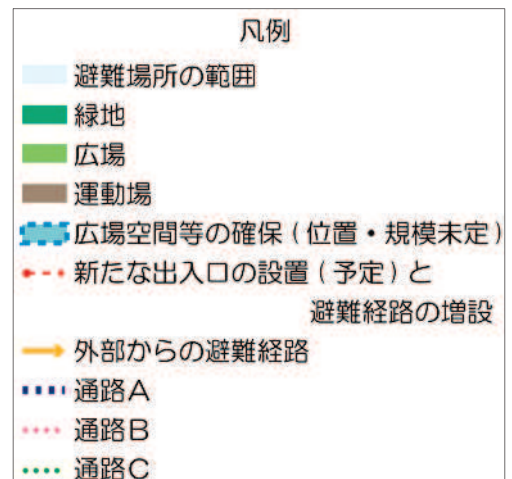 凡例
避難場所の範囲
緑地
広場
運動場
広場空間等の確保(位置・規模未定)
新たな出入口の設置(予定)と
避難経路の増設
外部からの避難経路
通路A
通路B
通路C